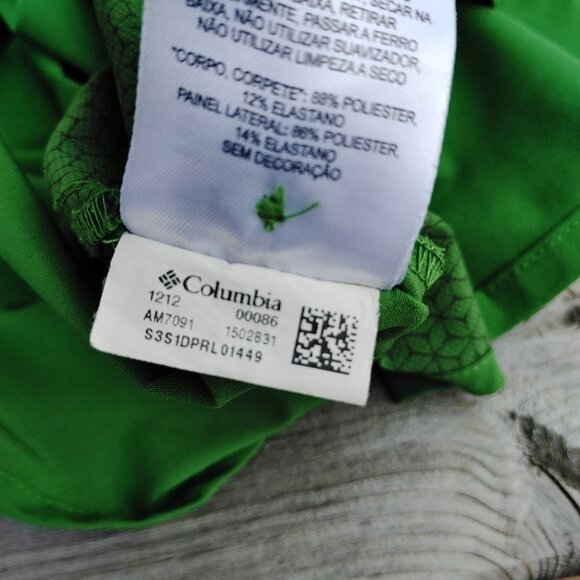 SECAR NA
BAIXA, RETIRAR
PASSAR A FERRO
BAIXA, NÃO UTILIZAR SUAVIZADOR,
NÃO UTILIZAR LIMPEZA A SECO
"CORPO, CORPETE": 88% POLIESTER,
12% ELASTANO
PAINEL LATERAL: 86% POLIESTER,
14% ELASTANO
SEM DECORAÇÃO
Columbia
1212 00086
AM7091 1502831
S3S1DPRL01449